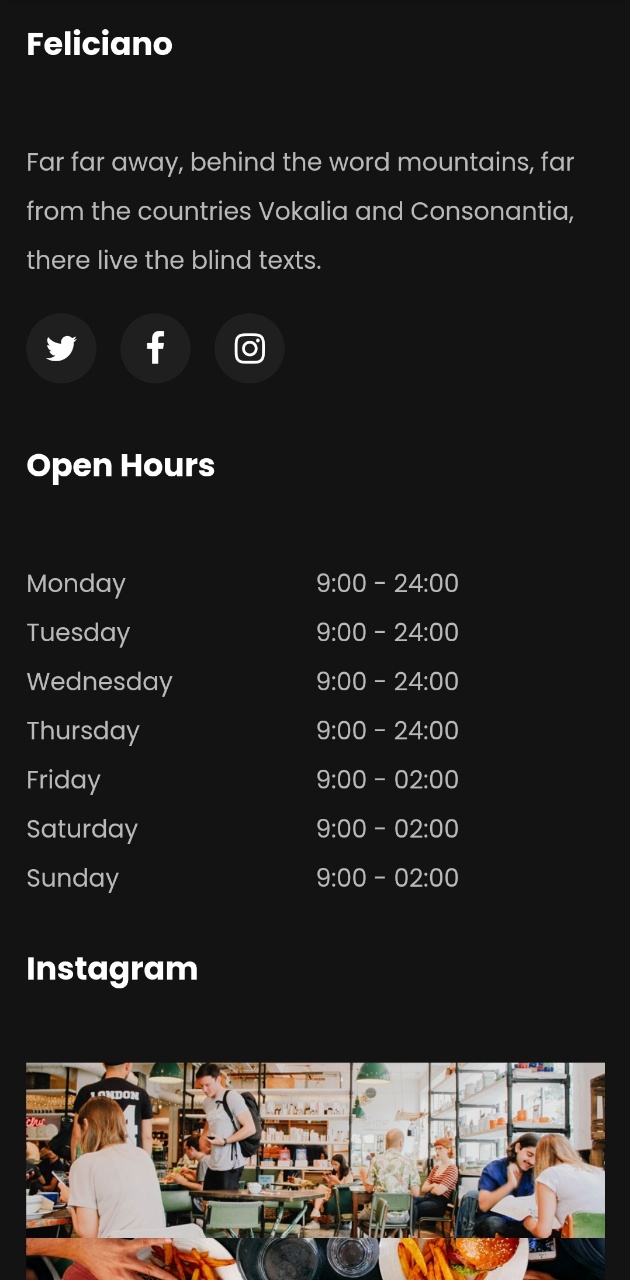 Feliciano
Far far away, behind the word mountains, far
from the countries Vokalia and Consonantia,
there live the blind texts.
Open Hours
Monday 9:00 - 24:00
Tuesday 9:00 - 24:00
Wednesday 9:00 - 24:00
Thursday 9:00 - 24:00
Friday 9:00 - 02:00
Saturday 9:00 - 02:00
Sunday 9:00 - 02:00
Instagram
LONDON